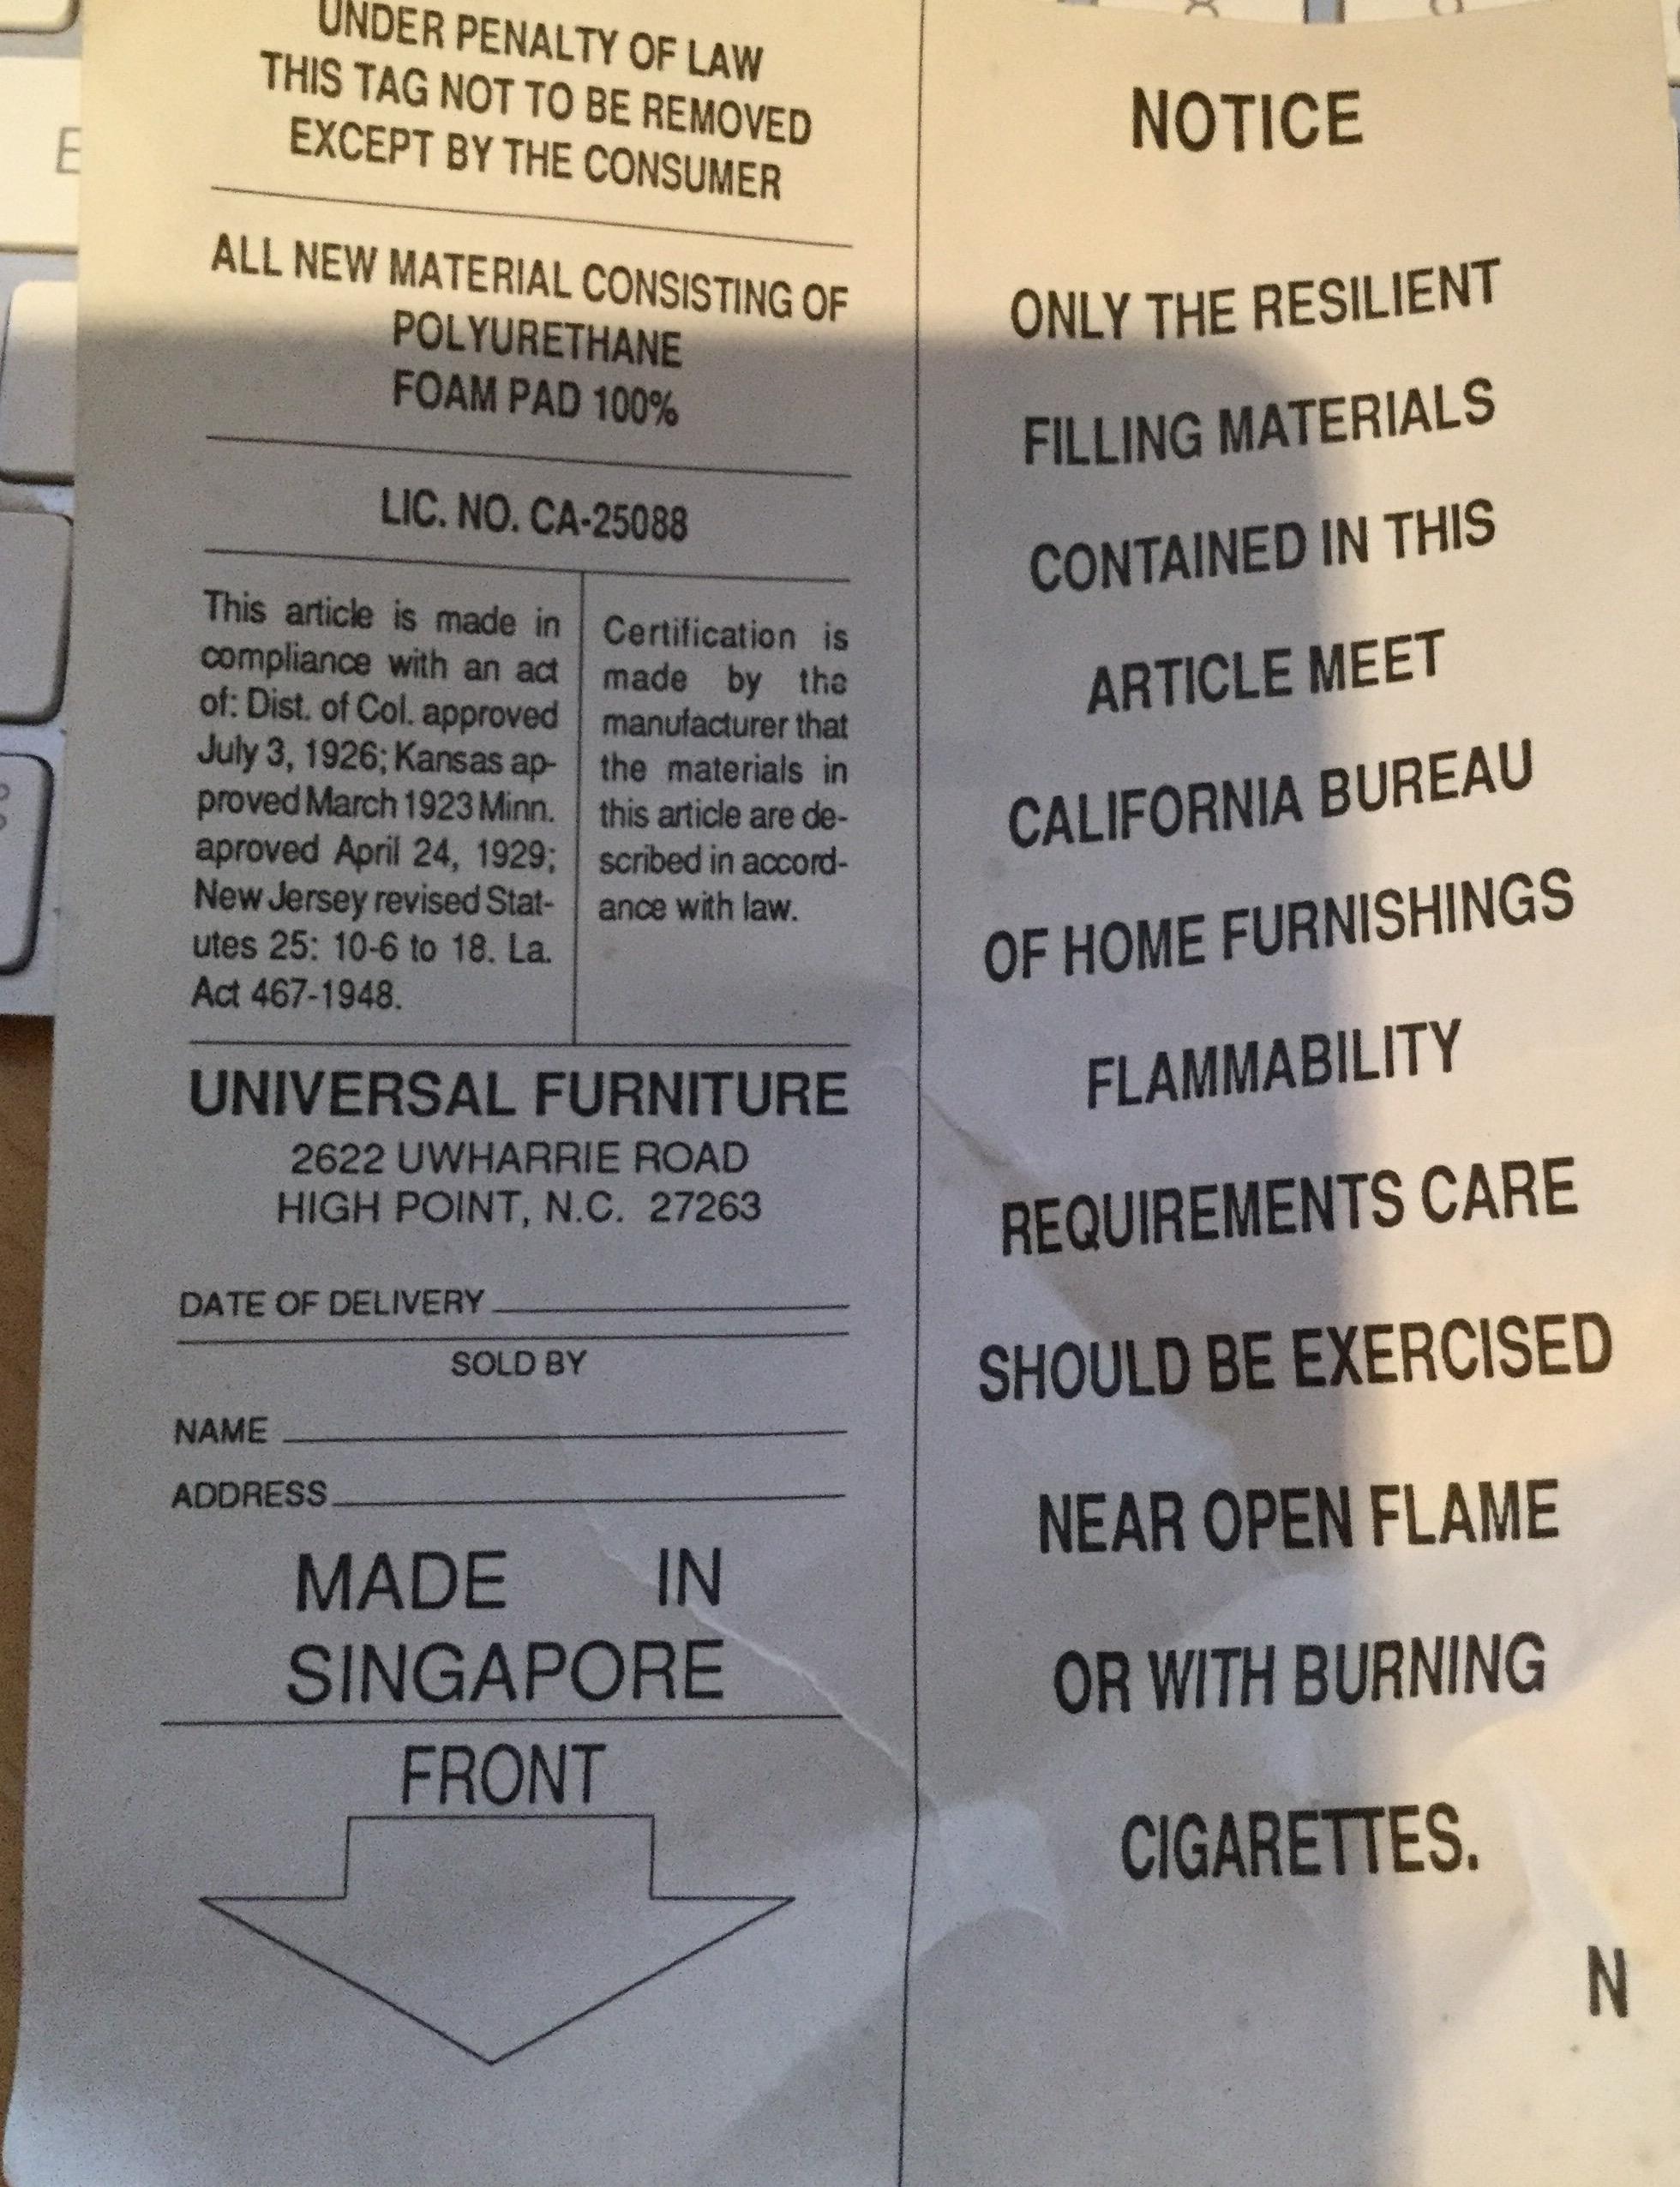 UNDER PENALTY OF LAW
THIS TAG NOT TO BE REMOVED
EXCEPT BY THE CONSUMER
ALL NEW MATERIAL CONSISTING OF
POLYURETHANE
FOAM PAD 100%
LIC. NO. CA-25088
This article is made in
compliance with an act
of: Dist. of Col. approved
July 3, 1926; Kansas ap-
proved March 1923 Minn.
aproved April 24, 1929;
New Jersey revised Stat-
utes 25: 10-6 to 18. La.
Act 467-1948.
Certification is
made by the
manufacturer that
the materials in
this article are de-
scribed in accord-
ance with law.
UNIVERSAL FURNITURE
2622 UWHARRIE ROAD
HIGH POINT, N.C. 27263
DATE OF DELIVERY
SOLD BY
NAME
ADDRESS
MADE IN
SINGAPORE
FRONT
NOTICE
ONLY THE RESILIENT
FILLING MATERIALS
CONTAINED IN THIS
ARTICLE MEET
CALIFORNIA BUREAU
OF HOME FURNISHINGS
FLAMMABILITY
REQUIREMENTS CARE
SHOULD BE EXERCISED
NEAR OPEN FLAME
OR WITH BURNING
CIGARETTES.
N